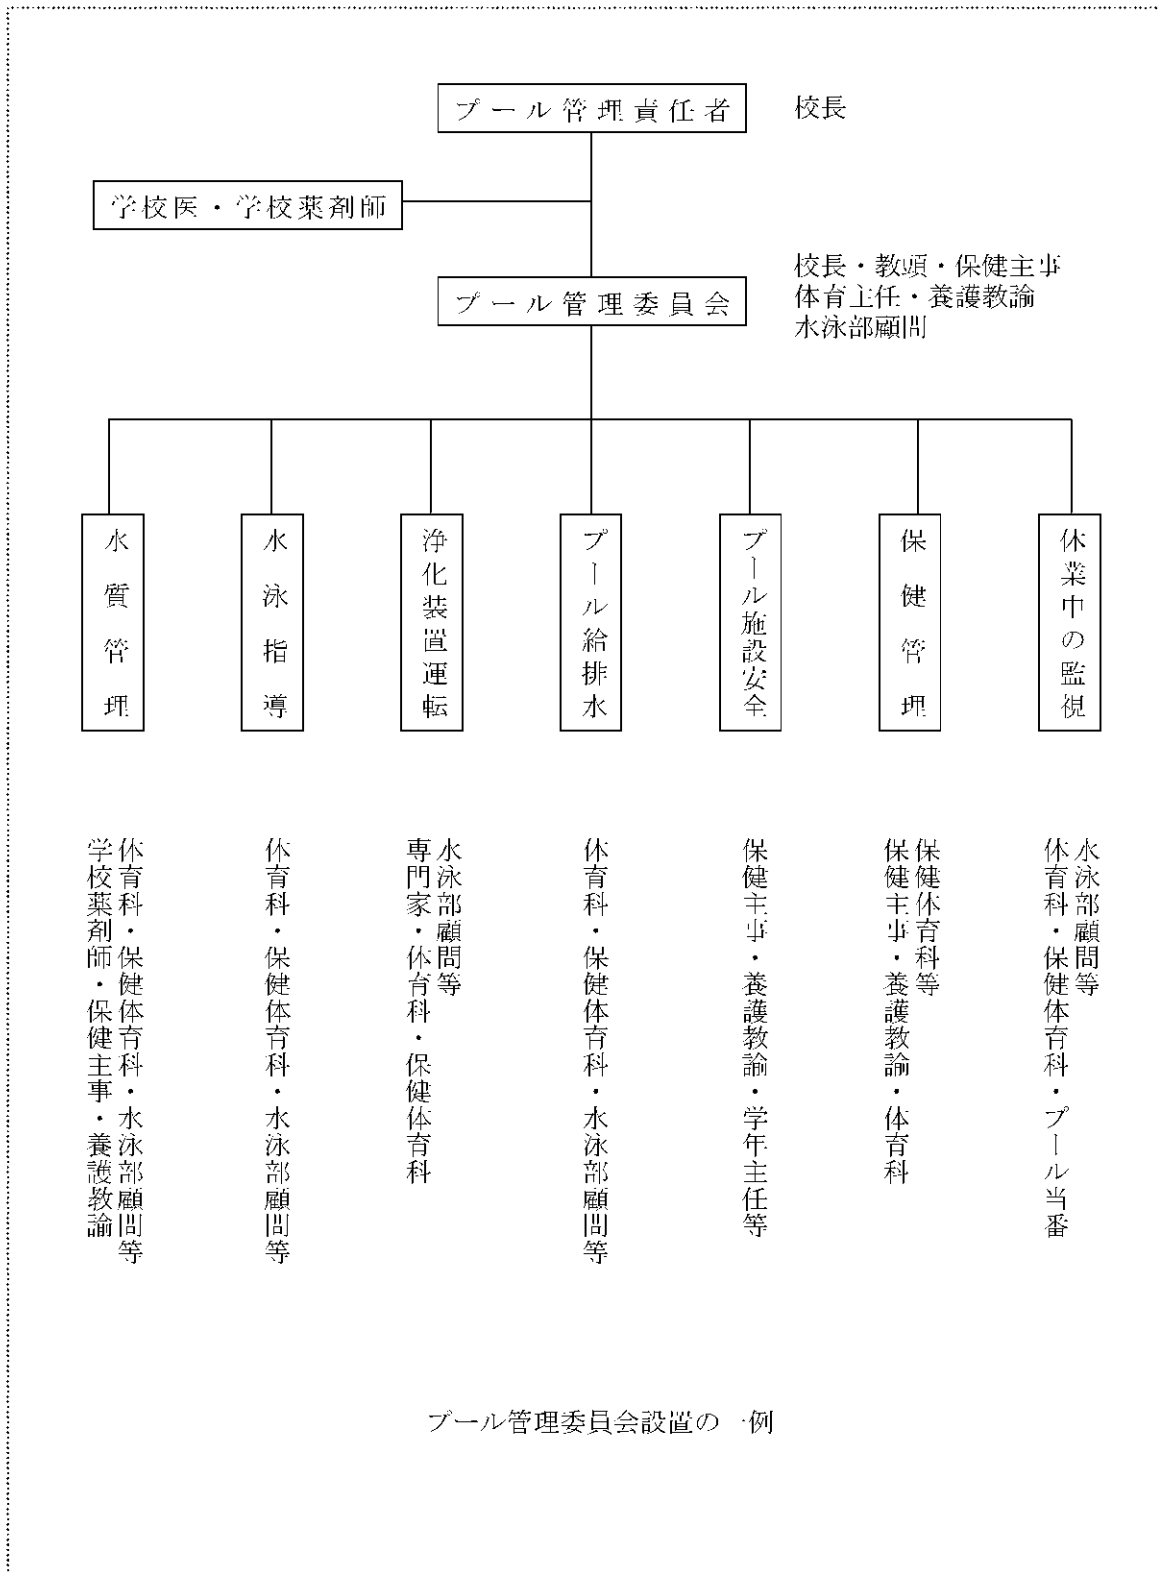 プール管理責任者
校長
学校医・学校薬剤師
校長・教頭・保健主事
体育主任・養護教諭
水泳部顧問
プール管理委員会
水質管理
水泳指導
浄化装置運転
プール給排水
プール施設安全
保健管理
休業中の監視
学校薬剤師・保健主事・養護教諭
体育科・保健体育科・水泳部顧問等
体育科・保健体育科・水泳部顧問等
専門家・体育科・保健体育科
水泳部顧問等
体育科・保健体育科・水泳部顧問等
保健主事・養護教諭・学年主任等
保健主事・養護教諭・体育科
保健体育科等
体育科・保健体育科・プール当番
水泳部顧問等
プール管理委員会設置の一例